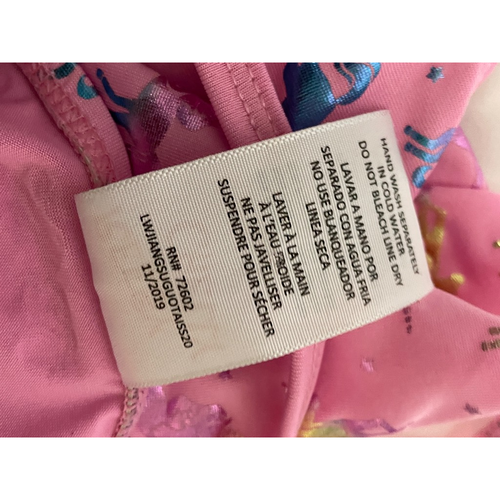 HAND WASH SEPARATELY
IN COLD WATER
DO NOT BLEACH LINE DRY
LAVAR A MANO POR
SEPARADO CON AGUA FRIA
NO USE BLANQUEADOR
LINEA SECA
LAVER À LA MAIN
À L'EAU FROIDE
NE PAS JAVELLISER
SUSPENDRE POUR SÉCHER
RN# 72602
LWJIANGSUGUOTAISS20
11/2019